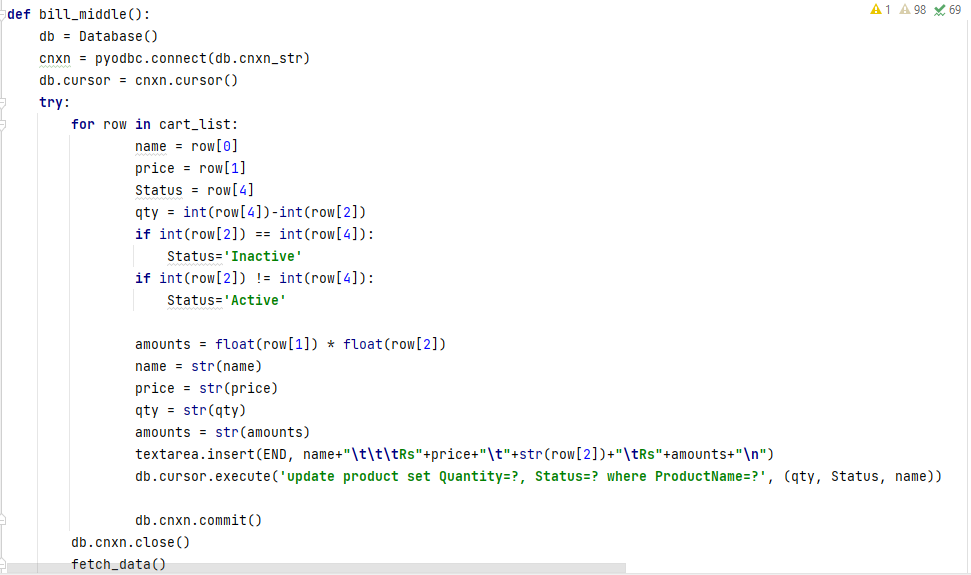 def bill_middle():
    db = Database()
    cnxn = pyodbc.connect(db.cnxn_str)
    db.cursor = cnxn.cursor()
    try:
        for row in cart_list:
                name = row[0]
                price = row[1]
                Status = row[4]
                qty = int(row[4])-int(row[2])
                if int(row[2]) == int(row[4]):
                    Status='Inactive'
                if int(row[2]) != int(row[4]):
                    Status='Active'

                amounts = float(row[1]) * float(row[2])
                name = str(name)
                price = str(price)
                qty = str(qty)
                amounts = str(amounts)
                textarea.insert(END, name+"\t\t\tRs"+price+"\t"+str(row[2])+"\tRs"+amounts+"\n")
                db.cursor.execute('update product set Quantity=?, Status=? where ProductName=?', (qty, Status, name))

                db.cnxn.commit()
        db.cnxn.close()
        fetch_data()
1 98 69